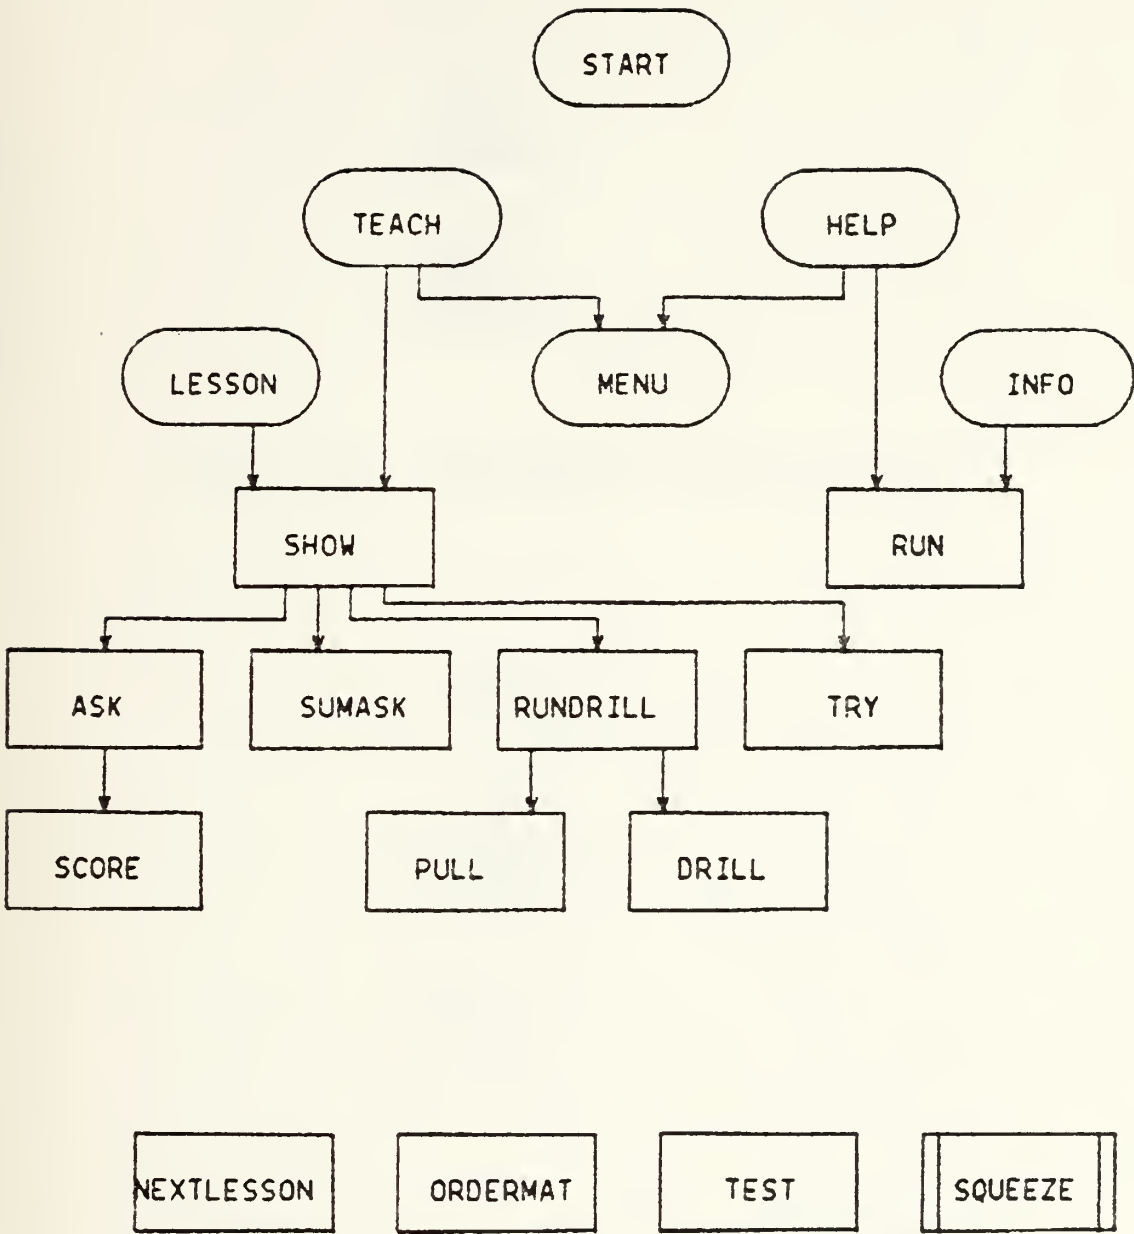 START
TEACH HELP
LESSON MENU INFO
SHOW RUN
ASK SUMASK RUNDRILL TRY
SCORE PULL DRILL
NEXTLESSON ORDERMAT TEST SQUEEZE